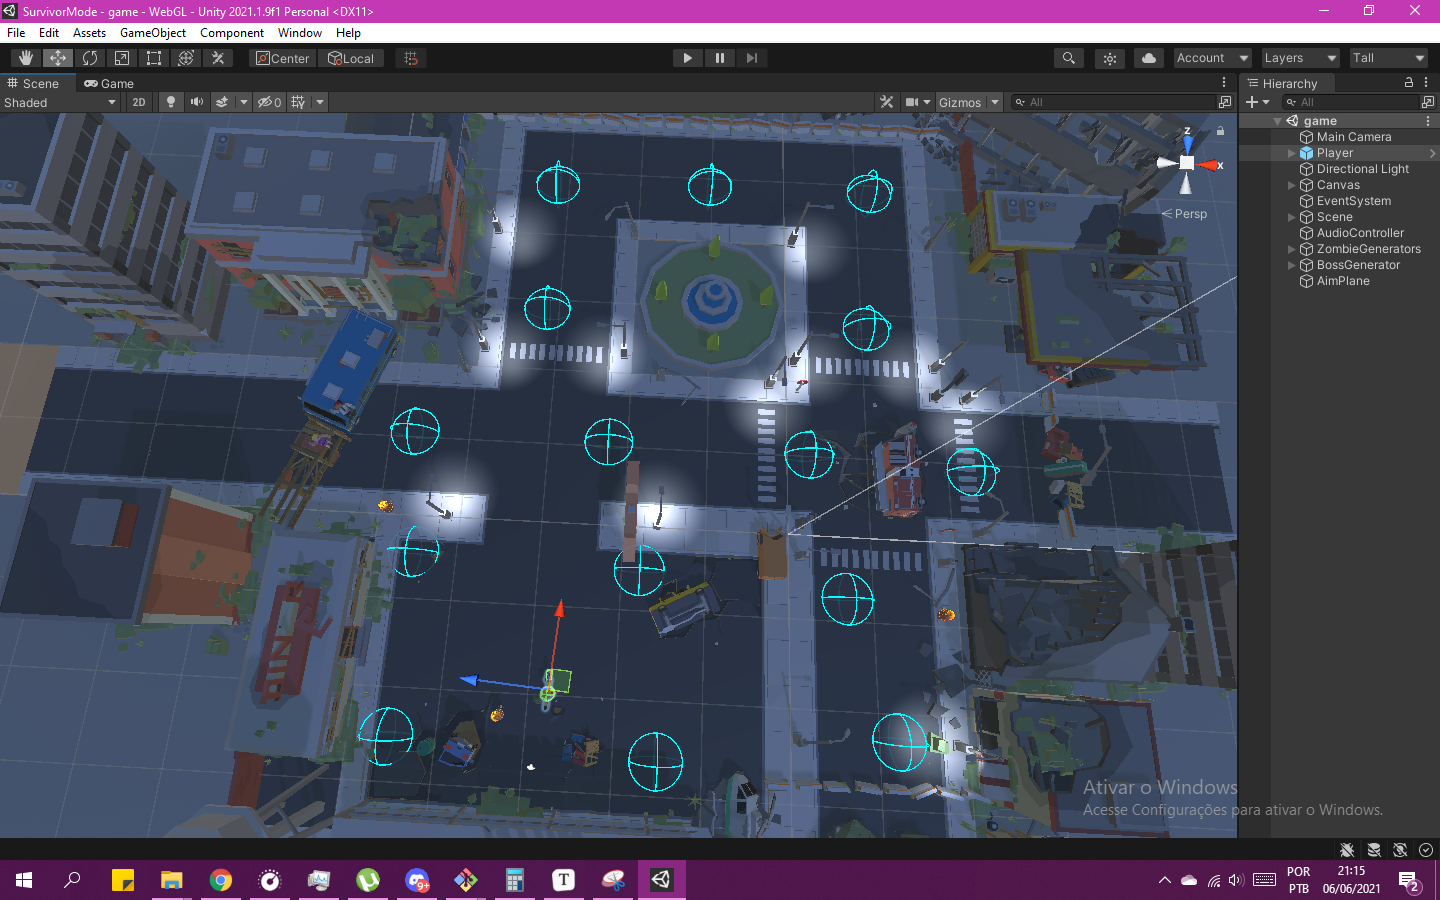 SurvivorMode - game - WebGL - Unity 2021.1.9f1 Personal <DX11>
File Edit Assets GameObject Component Window Help
Center Local Account Layers Tall
Scene Game Hierarchy
Shaded 2D 0 Gizmos All All
game
Main Camera
Player
Directional Light
Canvas
EventSystem
Scene
AudioController
ZombieGenerators
BossGenerator
AimPlane
z
x
Persp
Ativar o Windows
Acesse Configurações para ativar o Windows.
9+ T POR 21:15
PTB 06/06/2021 2